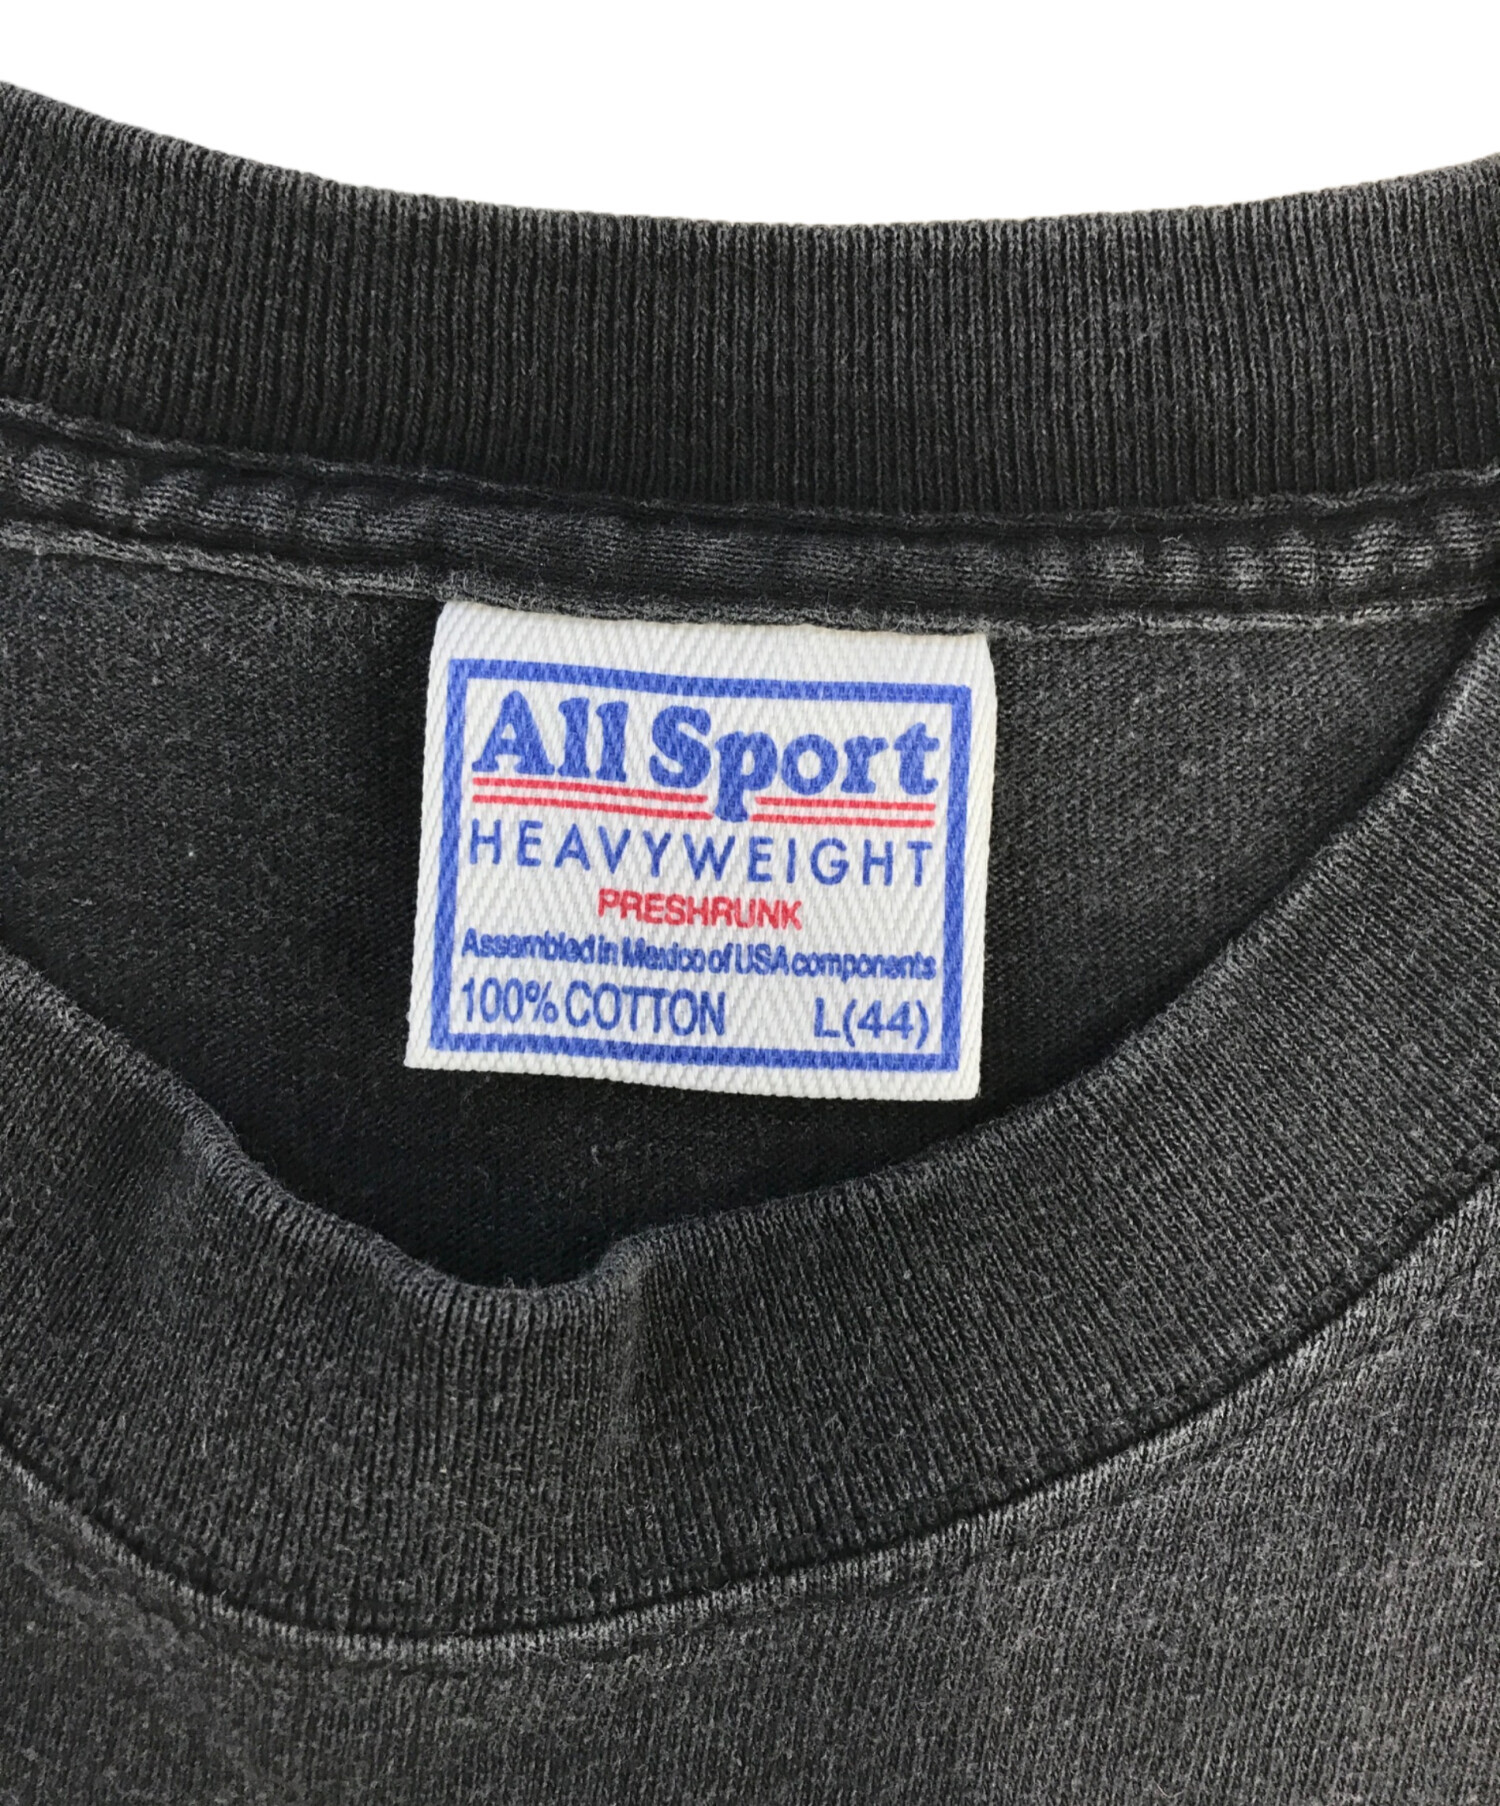 All Sport
HEAVYWEIGHT
PRESHRUNK
Assembled in Mexico of USA components
100% COTTON L(44)